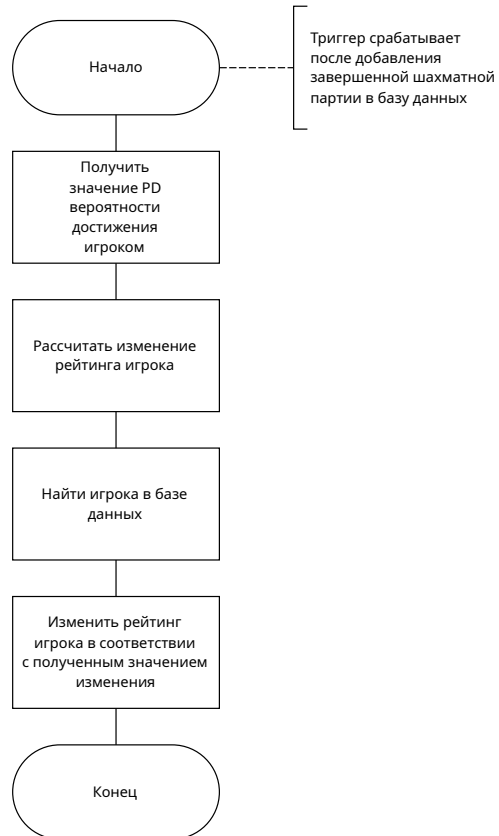 Начало
Триггер срабатывает
после добавления
завершенной шахматной
партии в базу данных
Получить
значение PD
вероятности
достижения
игроком
Рассчитать изменение
рейтинга игрока
Найти игрока в базе
данных
Изменить рейтинг
игрока в соответствии
с полученным значением
изменения
Конец